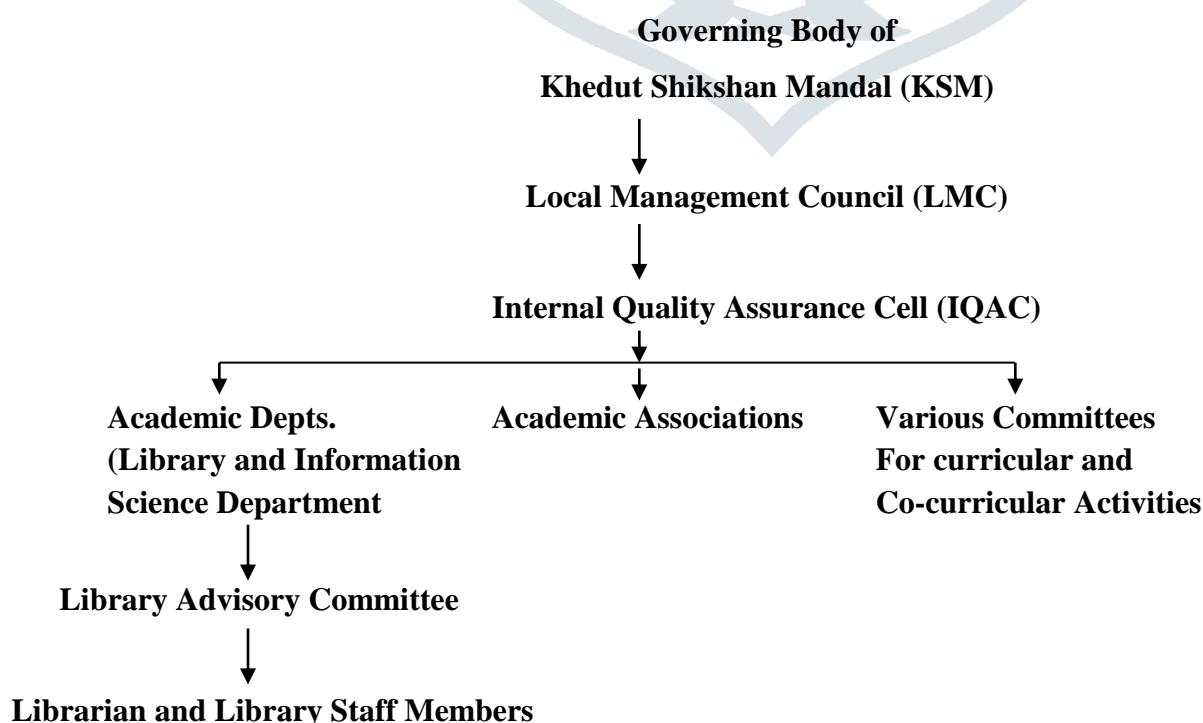 Governing Body of
Khedut Shikshan Mandal (KSM)
Local Management Council (LMC)
Internal Quality Assurance Cell (IQAC)
Academic Depts.
(Library and Information
Science Department
Academic Associations
Various Committees
For curricular and
Co-curricular Activities
Library Advisory Committee
Librarian and Library Staff Members